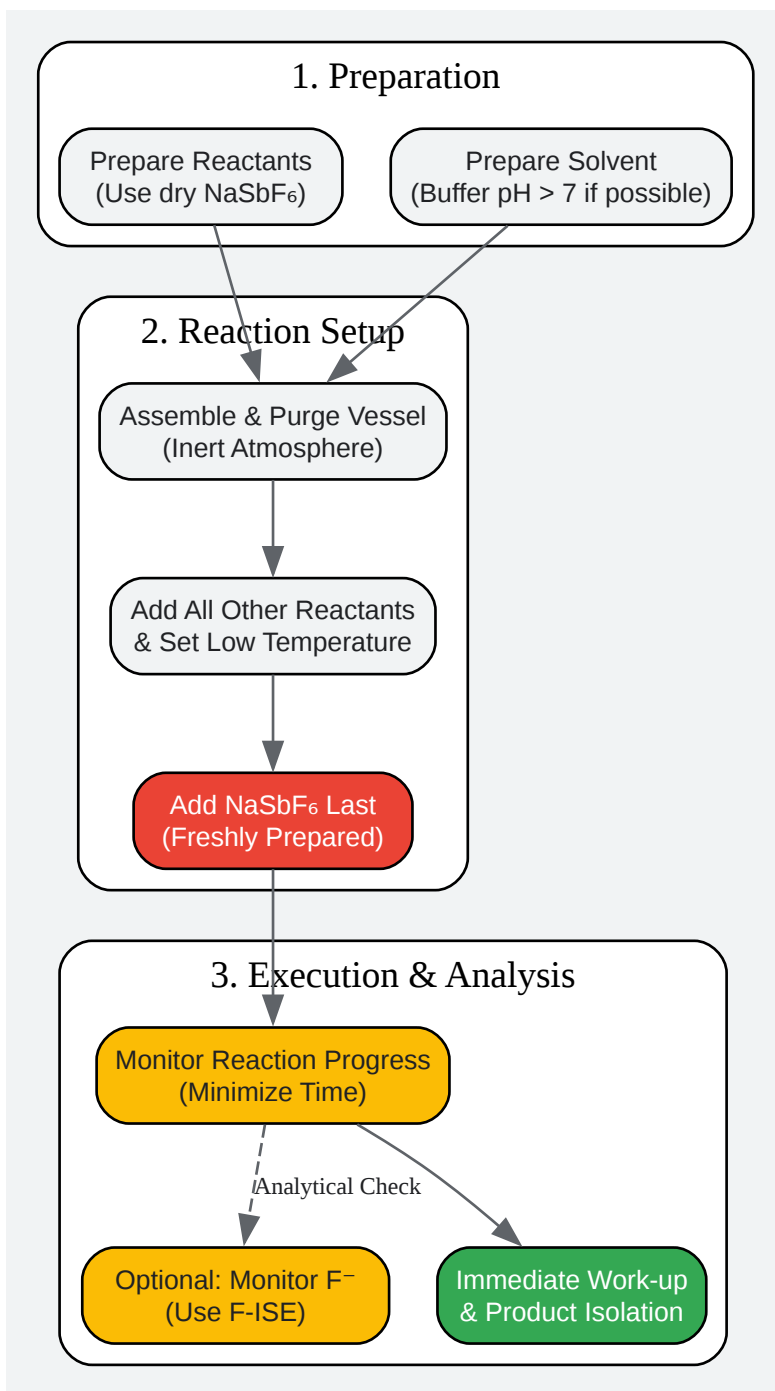 1. Preparation
Prepare Reactants
(Use dry NaSbF₆)
Prepare Solvent
(Buffer pH > 7 if possible)
2. Reaction Setup
Assemble & Purge Vessel
(Inert Atmosphere)
Add All Other Reactants
& Set Low Temperature
Add NaSbF₆ Last
(Freshly Prepared)
3. Execution & Analysis
Monitor Reaction Progress
(Minimize Time)
Analytical Check
Optional: Monitor F⁻
(Use F-ISE)
Immediate Work-up
& Product Isolation